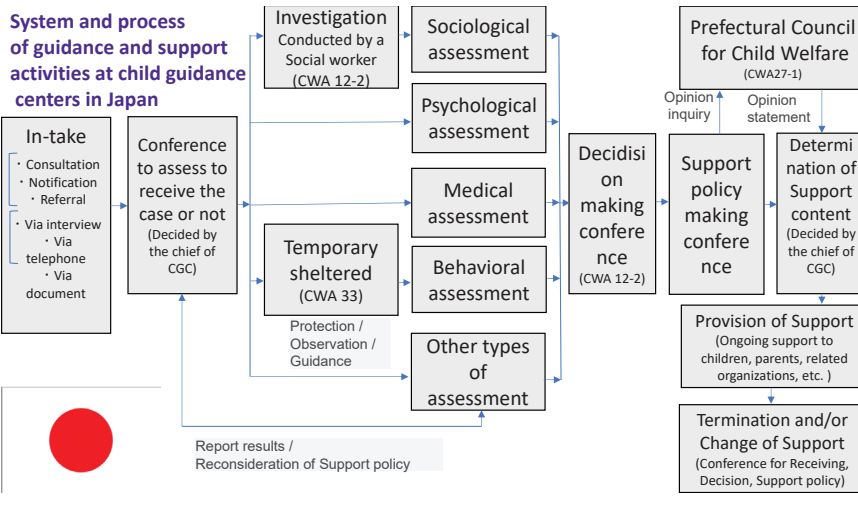 System and process
of guidance and support
activities at child guidance
centers in Japan
In-take
・Consultation
・Notification
・Referral
・Via interview
・Via
telephone
・Via
document
Conference
to assess to
receive the
case or not
(Decided by
the chief of
CGC)
Investigation
Conducted by a
Social worker
(CWA 12-2)
Temporary
sheltered
(CWA 33)
Protection /
Observation /
Guidance
Sociological
assessment
Psychological
assessment
Medical
assessment
Behavioral
assessment
Other types
of
assessment
Report results /
Reconsideration of Support policy
Decidisi
on
making
confere
nce
(CWA 12-2)
Support
policy
making
confere
nce
Prefectural Council
for Child Welfare
(CWA27-1)
Opinion
inquiry
Opinion
statement
Determi
nation of
Support
content
(Decided by
the chief of
CGC)
Provision of Support
(Ongoing support to
children, parents, related
organizations, etc. )
Termination and/or
Change of Support
(Conference for Receiving,
Decision, Support policy)